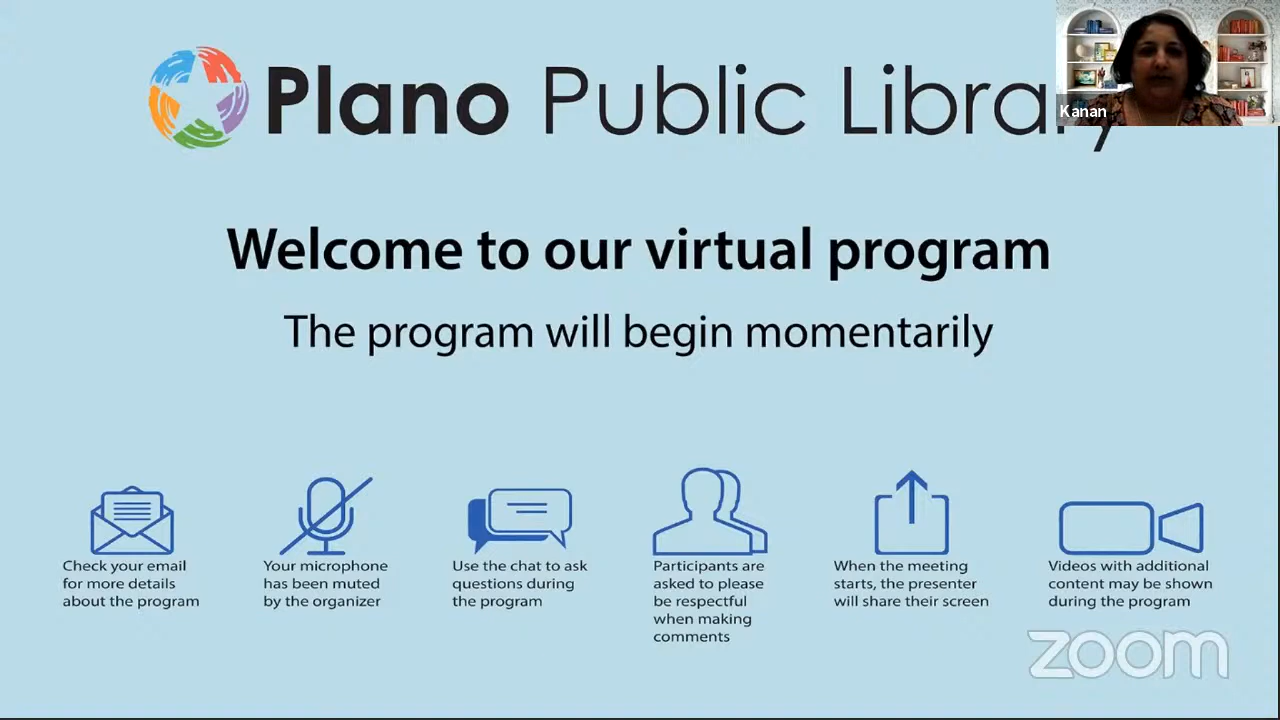 Plano Public Library
Kanan
Welcome to our virtual program
The program will begin momentarily
Check your email
for more details
about the program
Your microphone
has been muted
by the organizer
Use the chat to ask
questions during
the program
Participants are
asked to please
be respectful
when making
comments
When the meeting
starts, the presenter
will share their screen
Videos with additional
content may be shown
during the program
zoom